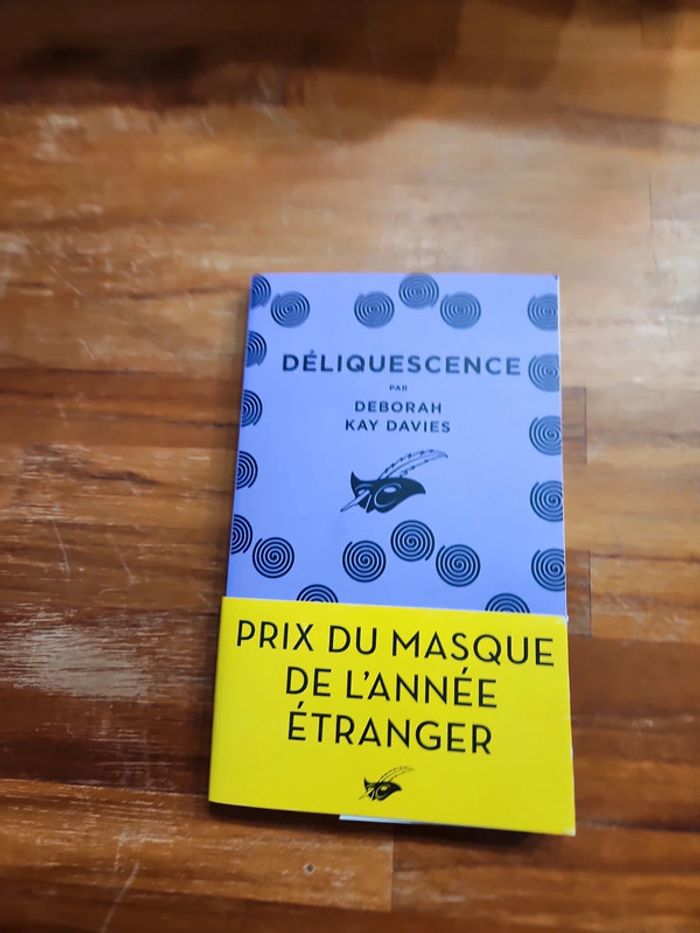 DÉLIQUESCENCE
PAR
DEBORAH
KAY DAVIES
PRIX DU MASQUE
DE L'ANNÉE
ÉTRANGER